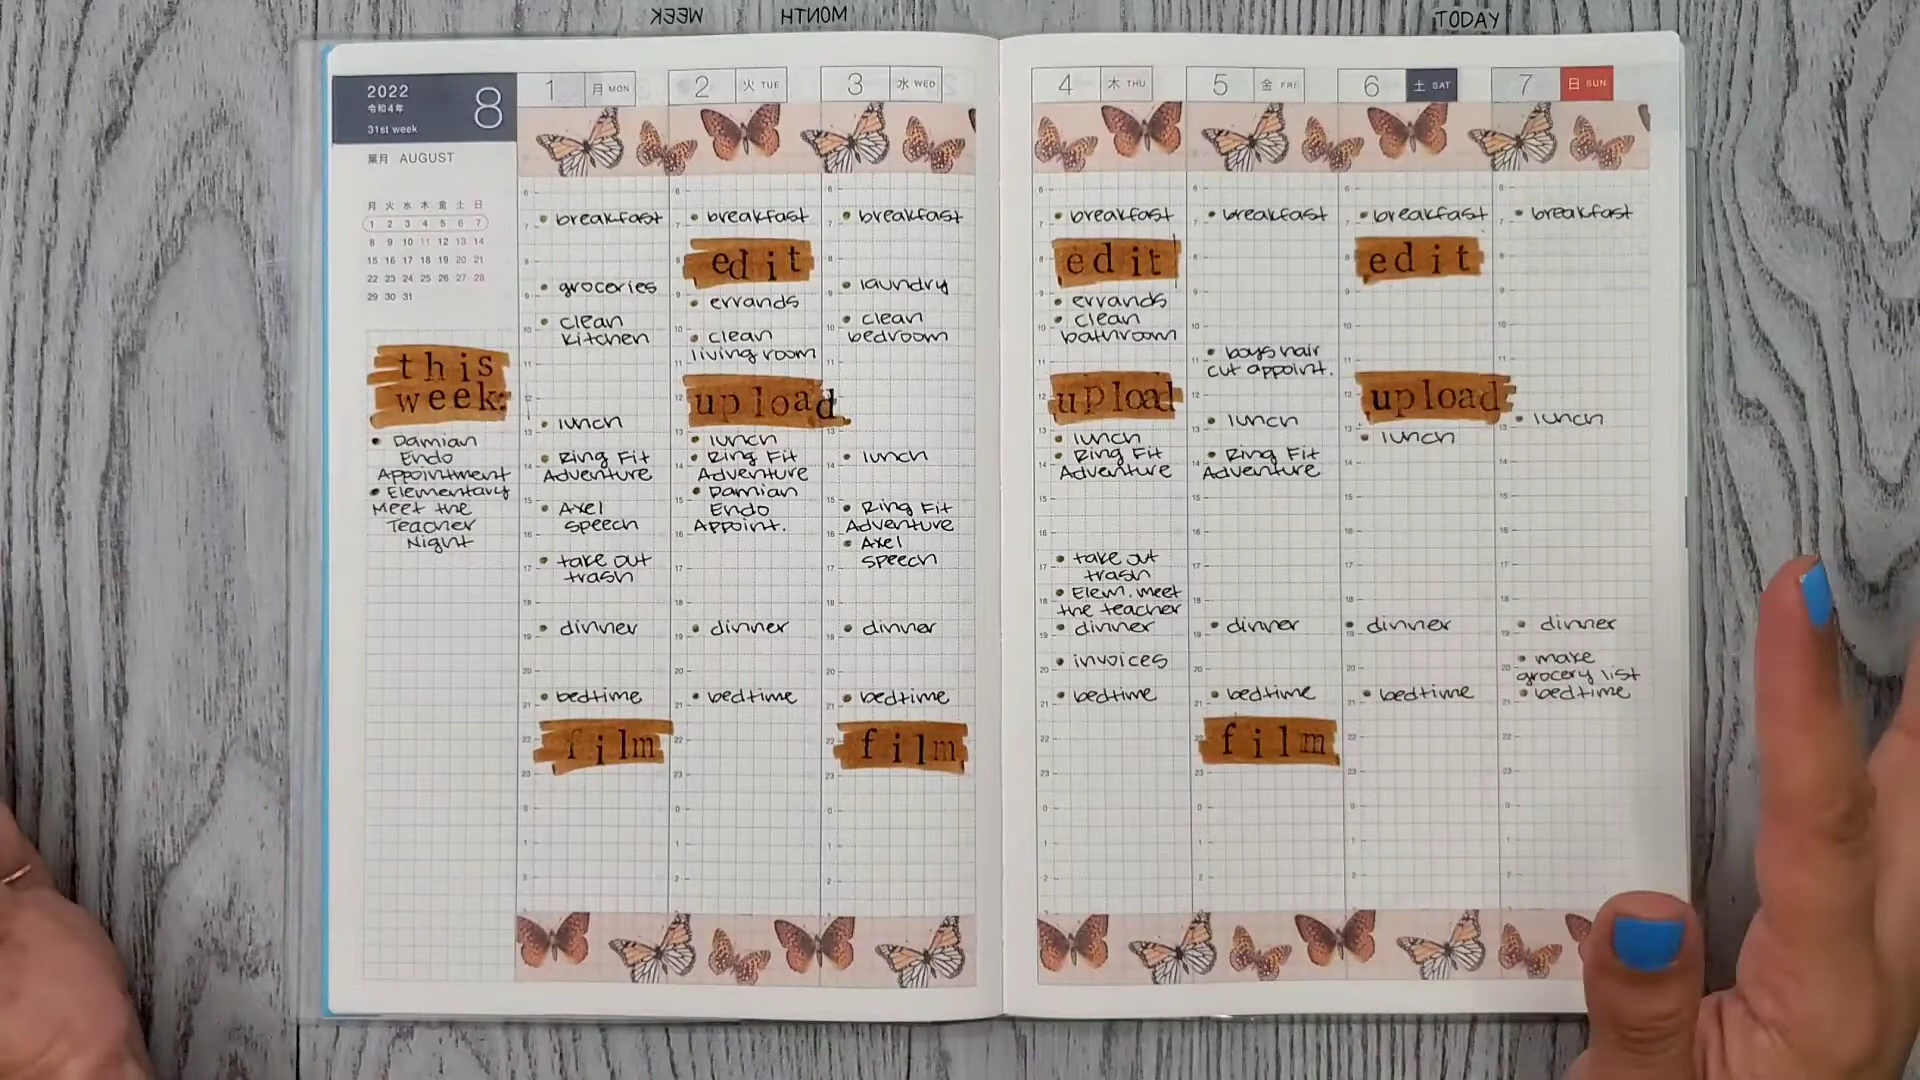 WEEK
MONTH
TODAY
2022
令和4年
31st week
8
葉月 AUGUST
月 火 水 木 金 土 日
1 2 3 4 5 6 7
8 9 10 11 12 13 14
15 16 17 18 19 20 21
22 23 24 25 26 27 28
29 30 31
this
week:
• Damian
Endo
Appointment
• Elementary
Meet the
Teacher
Night
1 月 MON
• breakfast
• groceries
• clean
kitchen
• lunch
• Ring Fit
Adventure
• Axel
speech
• take out
trash
• dinner
• bedtime
film
2 火 TUE
• breakfast
edit
• errands
• clean
living room
upload
• lunch
• Ring Fit
Adventure
• Damian
Endo
Appoint.
• dinner
• bedtime
3 水 WED
• breakfast
• laundry
• clean
bedroom
• lunch
• Ring Fit
Adventure
• Axel
speech
• dinner
• bedtime
film
4 木 THU
• breakfast
edit
• errands
• clean
bathroom
upload
• lunch
• Ring Fit
Adventure
• take out
trash
• Elem. meet
the teacher
• dinner
• invoices
• bedtime
5 金 FRI
• breakfast
• boys hair
cut appoint.
• lunch
• Ring Fit
Adventure
• dinner
• bedtime
film
6 土 SAT
• breakfast
edit
upload
• lunch
• dinner
• bedtime
7 日 SUN
• breakfast
• lunch
• dinner
• make
grocery list
• bedtime